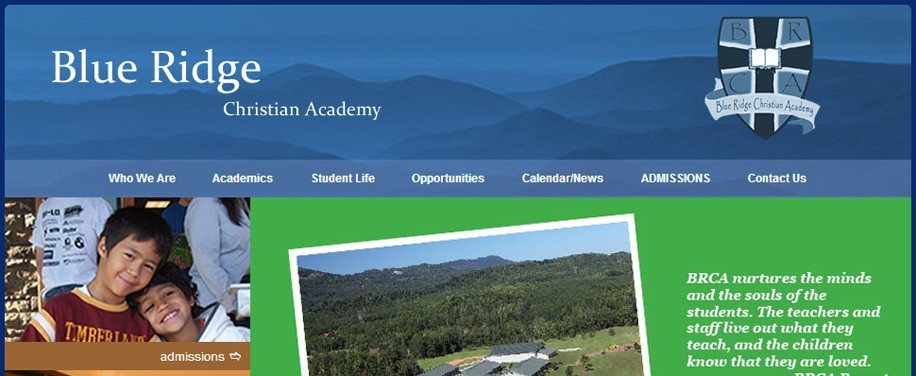 Blue Ridge
Christian Academy
B R
C A
Blue Ridge Christian Academy
Who We Are Academics Student Life Opportunities Calendar/News ADMISSIONS Contact Us
T.MBERLAN
admissions
BRCA nurtures the minds
and the souls of the
students. The teachers and
staff live out what they
teach, and the children
know that they are loved.